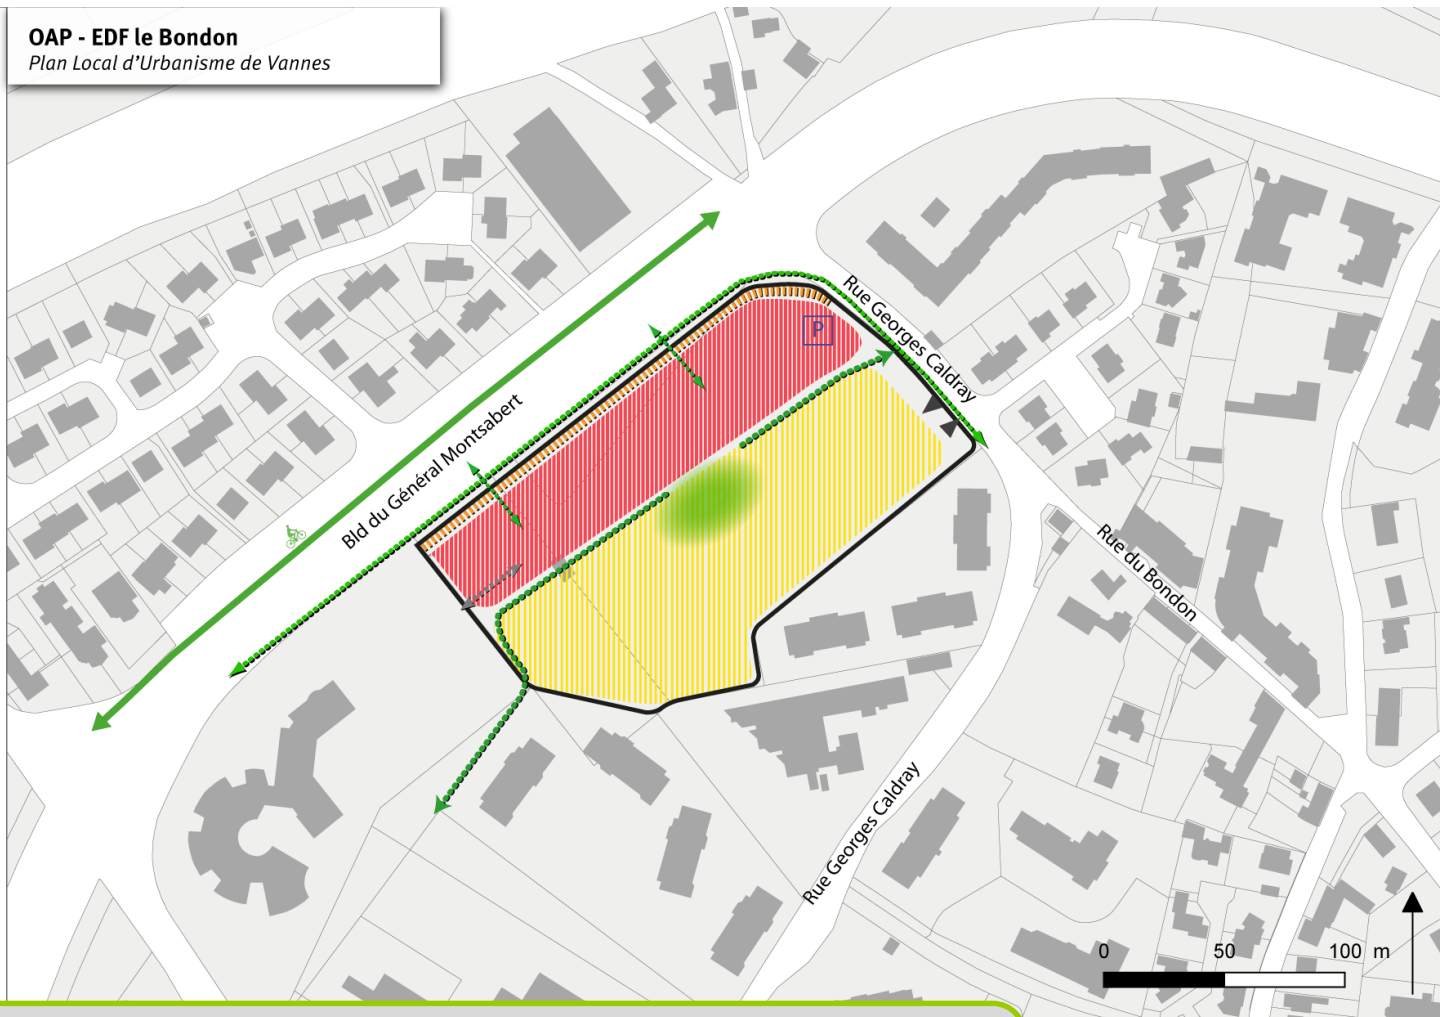 OAP - EDF le Bondon
Plan Local d'Urbanisme de Vannes
Rue Georges Caldray
P
Bld du Général Montsabert
Rue du Bondon
Rue Georges Caldray
0 50 100 m